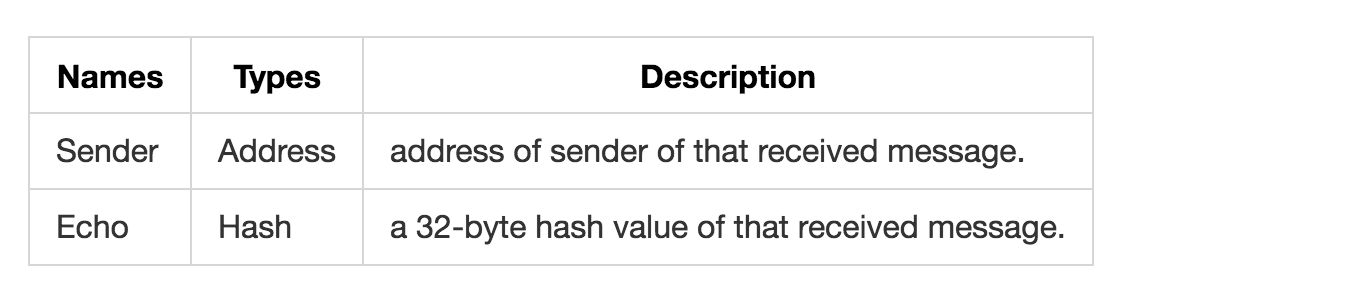 Names Types Description
Sender Address address of sender of that received message.
Echo Hash a 32-byte hash value of that received message.